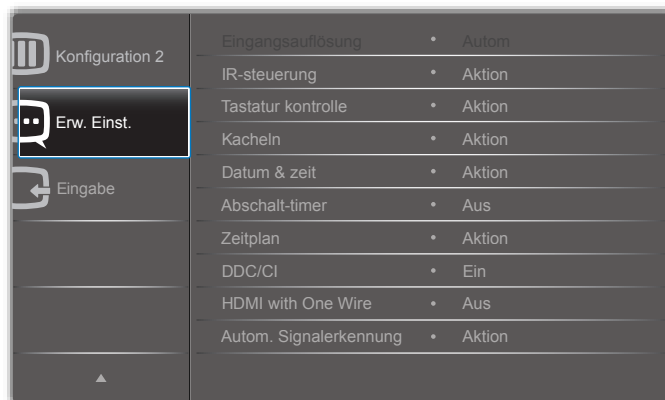 Konfiguration 2
Erw. Einst.
Eingabe
Eingangsauflösung • Autom
IR-steuerung • Aktion
Tastatur kontrolle • Aktion
Kacheln • Aktion
Datum & zeit • Aktion
Abschalt-timer • Aus
Zeitplan • Aktion
DDC/CI • Ein
HDMI with One Wire • Aus
Autom. Signalerkennung • Aktion